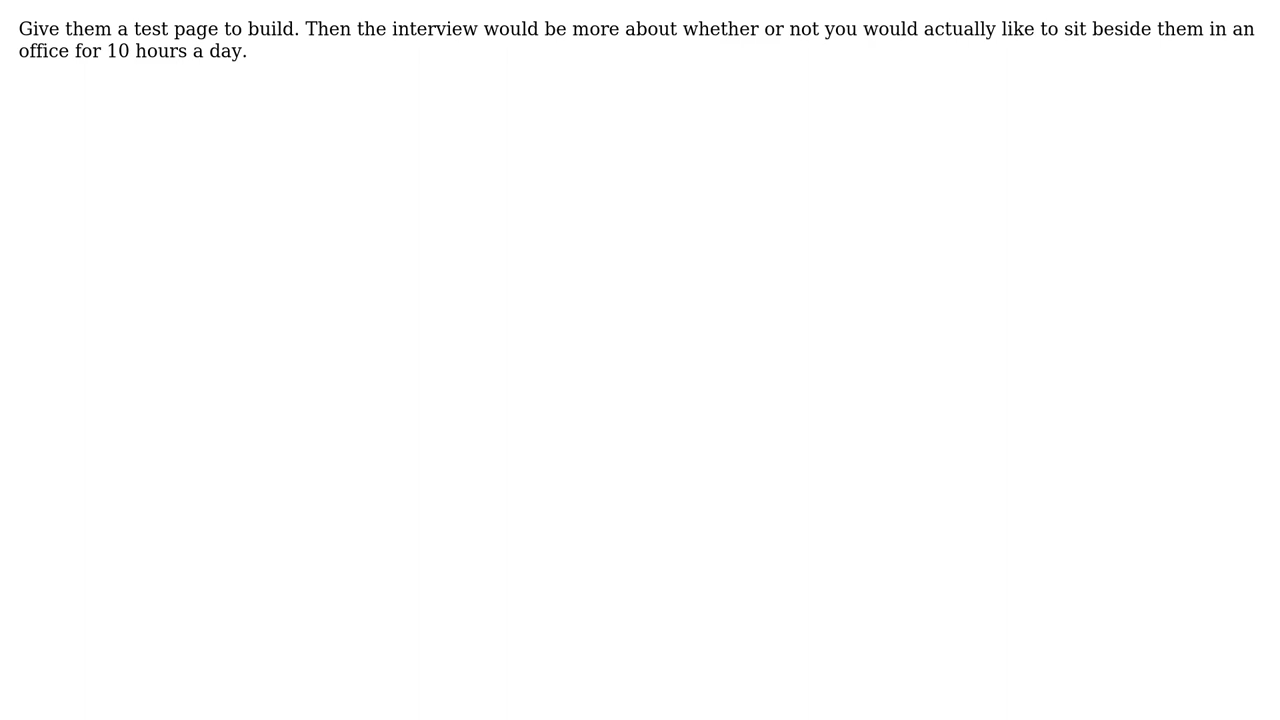 Give them a test page to build. Then the interview would be more about whether or not you would actually like to sit beside them in an
office for 10 hours a day.